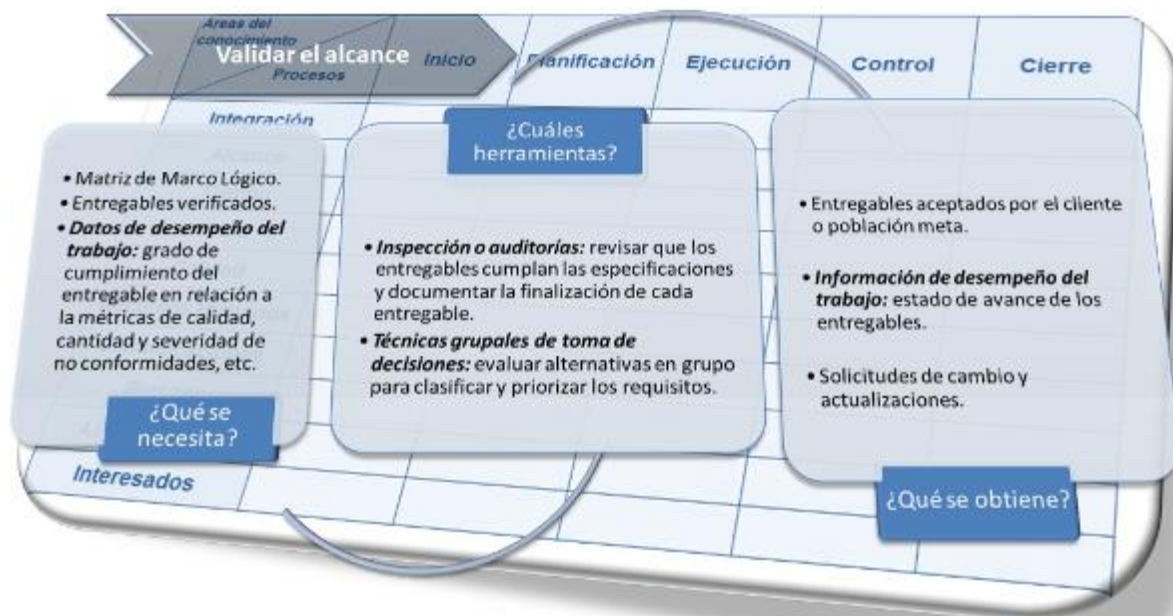 Áreas del
conocimiento
Procesos
Validar el alcance
Inicio
Planificación
Ejecución
Control
Cierre
Integración
Alcance
• Matriz de Marco Lógico.
• Entregables verificados.
• Datos de desempeño del
trabajo: grado de
cumplimiento del
entregable en relación a
la métricas de calidad,
cantidad y severidad de
no conformidades, etc.
¿Qué se
necesita?
¿Cuáles
herramientas?
• Inspección o auditorías: revisar que los
entregables cumplan las especificaciones
y documentar la finalización de cada
entregable.
• Técnicas grupales de toma de
decisiones: evaluar alternativas en grupo
para clasificar y priorizar los requisitos.
• Entregables aceptados por el cliente
o población meta.
• Información de desempeño del
trabajo: estado de avance de los
entregables.
• Solicitudes de cambio y
actualizaciones.
¿Qué se obtiene?
Interesados